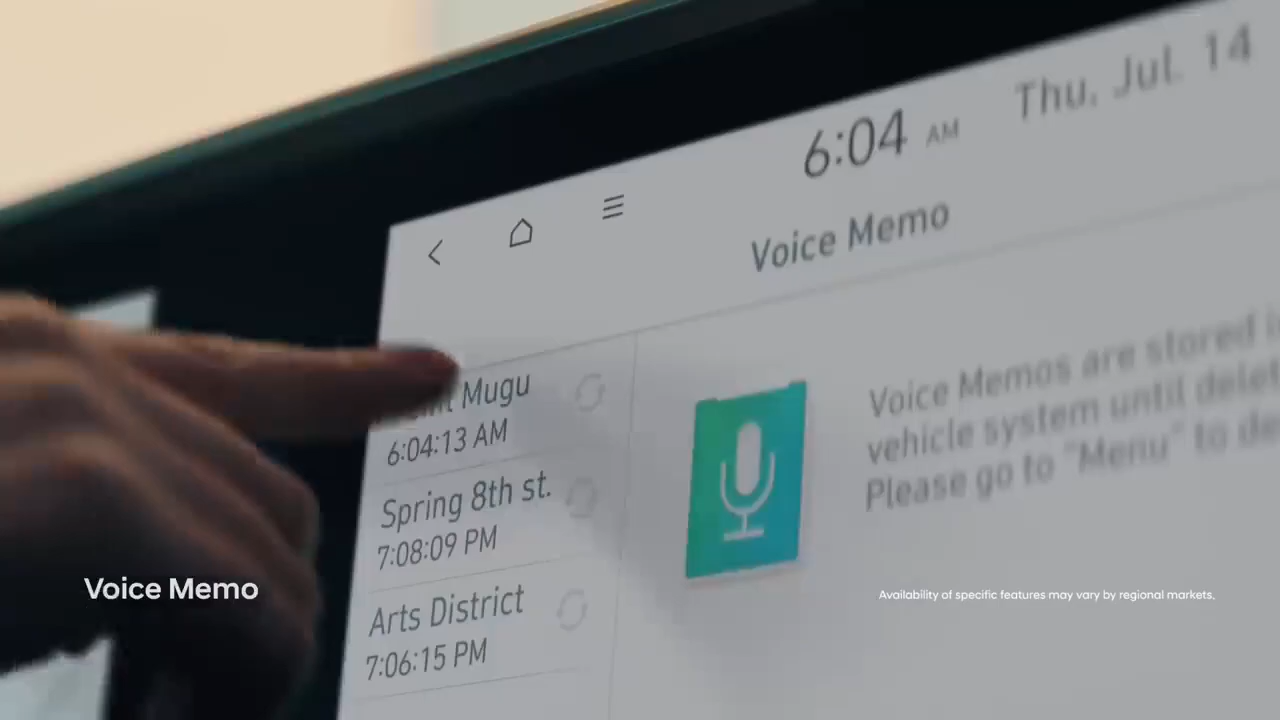 6:04 AM Thu, Jul. 14
Voice Memo
Mugu
6:04:13 AM
Spring 8th st.
7:08:09 PM
Arts District
7:06:15 PM
Voice Memos are stored
vehicle system until
Please go to "Menu" to
Voice Memo
Availability of specific features may vary by regional markets.